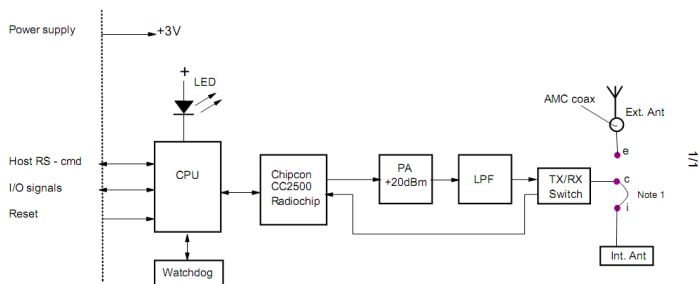 Power supply
+3V
+
LED
AMC coax
Ext. Ant
Host RS - cmd
I/O signals
Reset
CPU
Chipcon
CC2500
Radiochip
PA
+20dBm
LPF
TX/RX
Switch
e
c
i
Note 1
Int. Ant
Watchdog
1/1